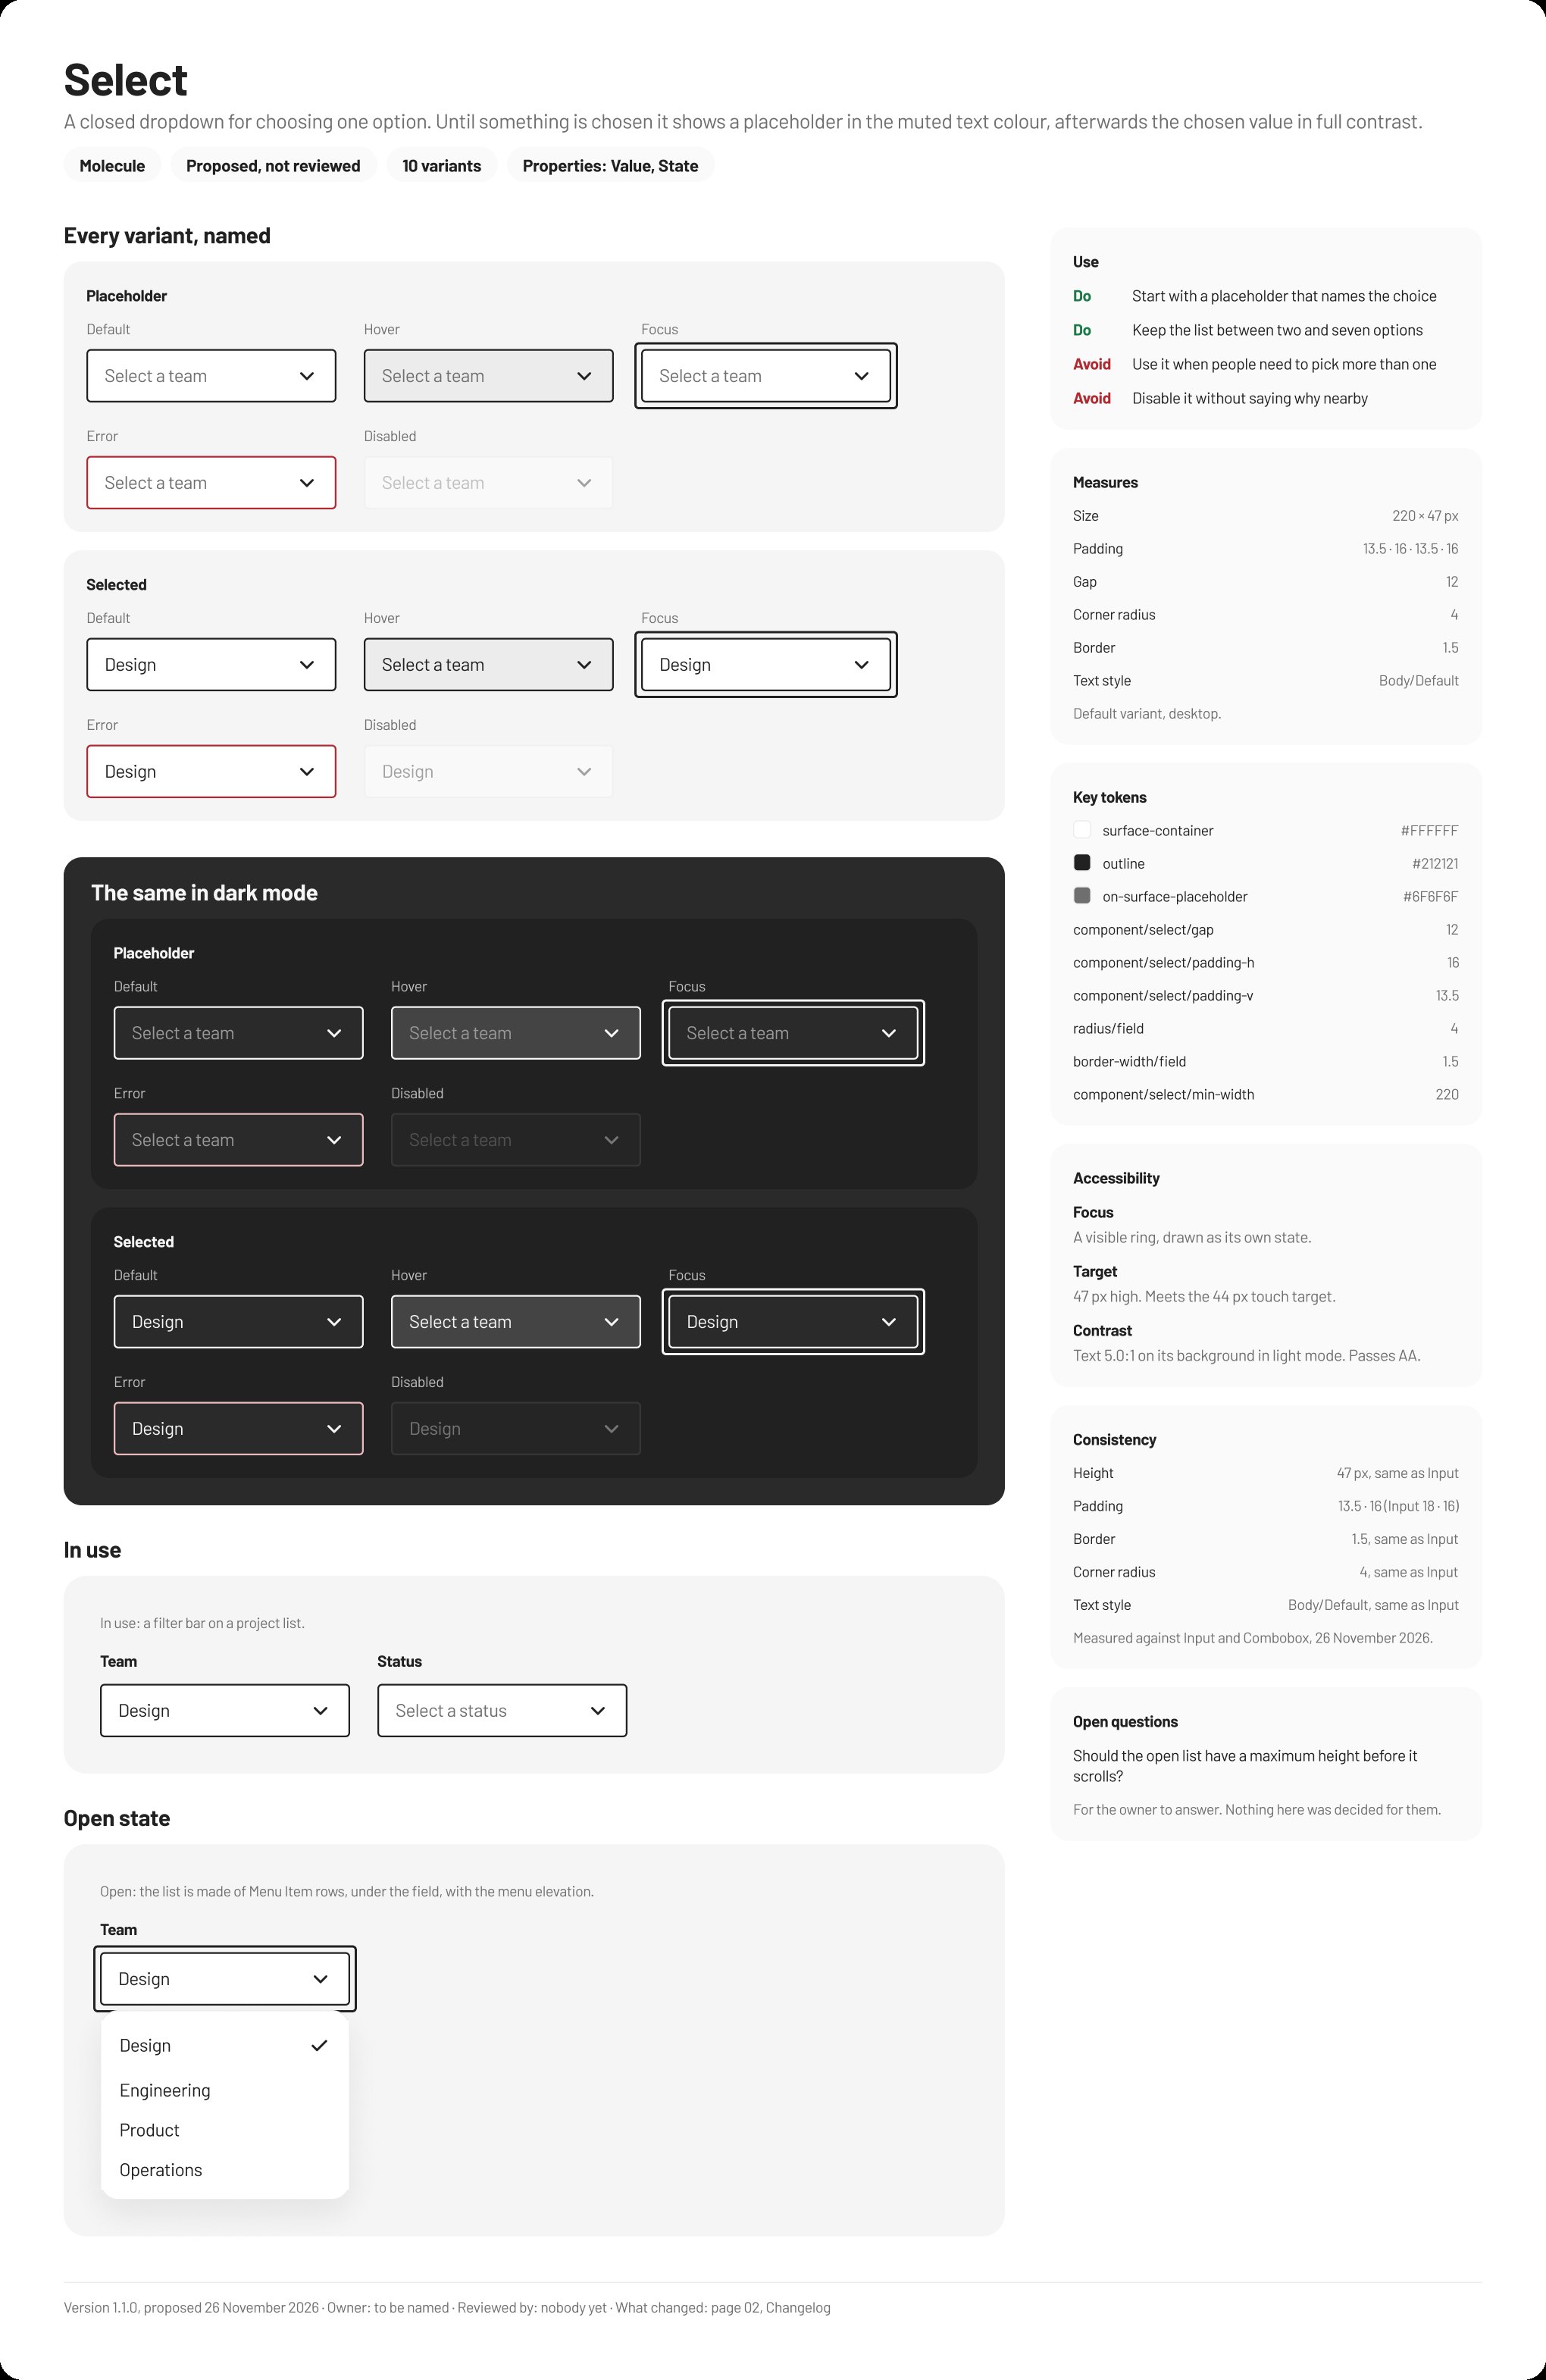 Select
A closed dropdown for choosing one option. Until something is chosen it shows a placeholder in the muted text colour, afterwards the chosen value in full contrast.
Molecule
Proposed, not reviewed
10 variants
Properties: Value, State
Every variant, named
Placeholder
Default
Hover
Focus
Select a team
Select a team
Select a team
Error
Disabled
Select a team
Select a team
Selected
Default
Hover
Focus
Design
Select a team
Design
Error
Disabled
Design
Design
The same in dark mode
Placeholder
Default
Hover
Focus
Select a team
Select a team
Select a team
Error
Disabled
Select a team
Select a team
Selected
Default
Hover
Focus
Design
Select a team
Design
Error
Disabled
Design
Design
In use
In use: a filter bar on a project list.
Team
Status
Design
Select a status
Open state
Open: the list is made of Menu Item rows, under the field, with the menu elevation.
Team
Design
Design
Engineering
Product
Operations
Use
Do Start with a placeholder that names the choice
Do Keep the list between two and seven options
Avoid Use it when people need to pick more than one
Avoid Disable it without saying why nearby
Measures
Size 220 × 47 px
Padding 13.5 · 16 · 13.5 · 16
Gap 12
Corner radius 4
Border 1.5
Text style Body/Default
Default variant, desktop.
Key tokens
surface-container #FFFFFF
outline #212121
on-surface-placeholder #6F6F6F
component/select/gap 12
component/select/padding-h 16
component/select/padding-v 13.5
radius/field 4
border-width/field 1.5
component/select/min-width 220
Accessibility
Focus
A visible ring, drawn as its own state.
Target
47 px high. Meets the 44 px touch target.
Contrast
Text 5.0:1 on its background in light mode. Passes AA.
Consistency
Height 47 px, same as Input
Padding 13.5 · 16 (Input 18 · 16)
Border 1.5, same as Input
Corner radius 4, same as Input
Text style Body/Default, same as Input
Measured against Input and Combobox, 26 November 2026.
Open questions
Should the open list have a maximum height before it
scrolls?
For the owner to answer. Nothing here was decided for them.
Version 1.1.0, proposed 26 November 2026 · Owner: to be named · Reviewed by: nobody yet · What changed: page 02, Changelog